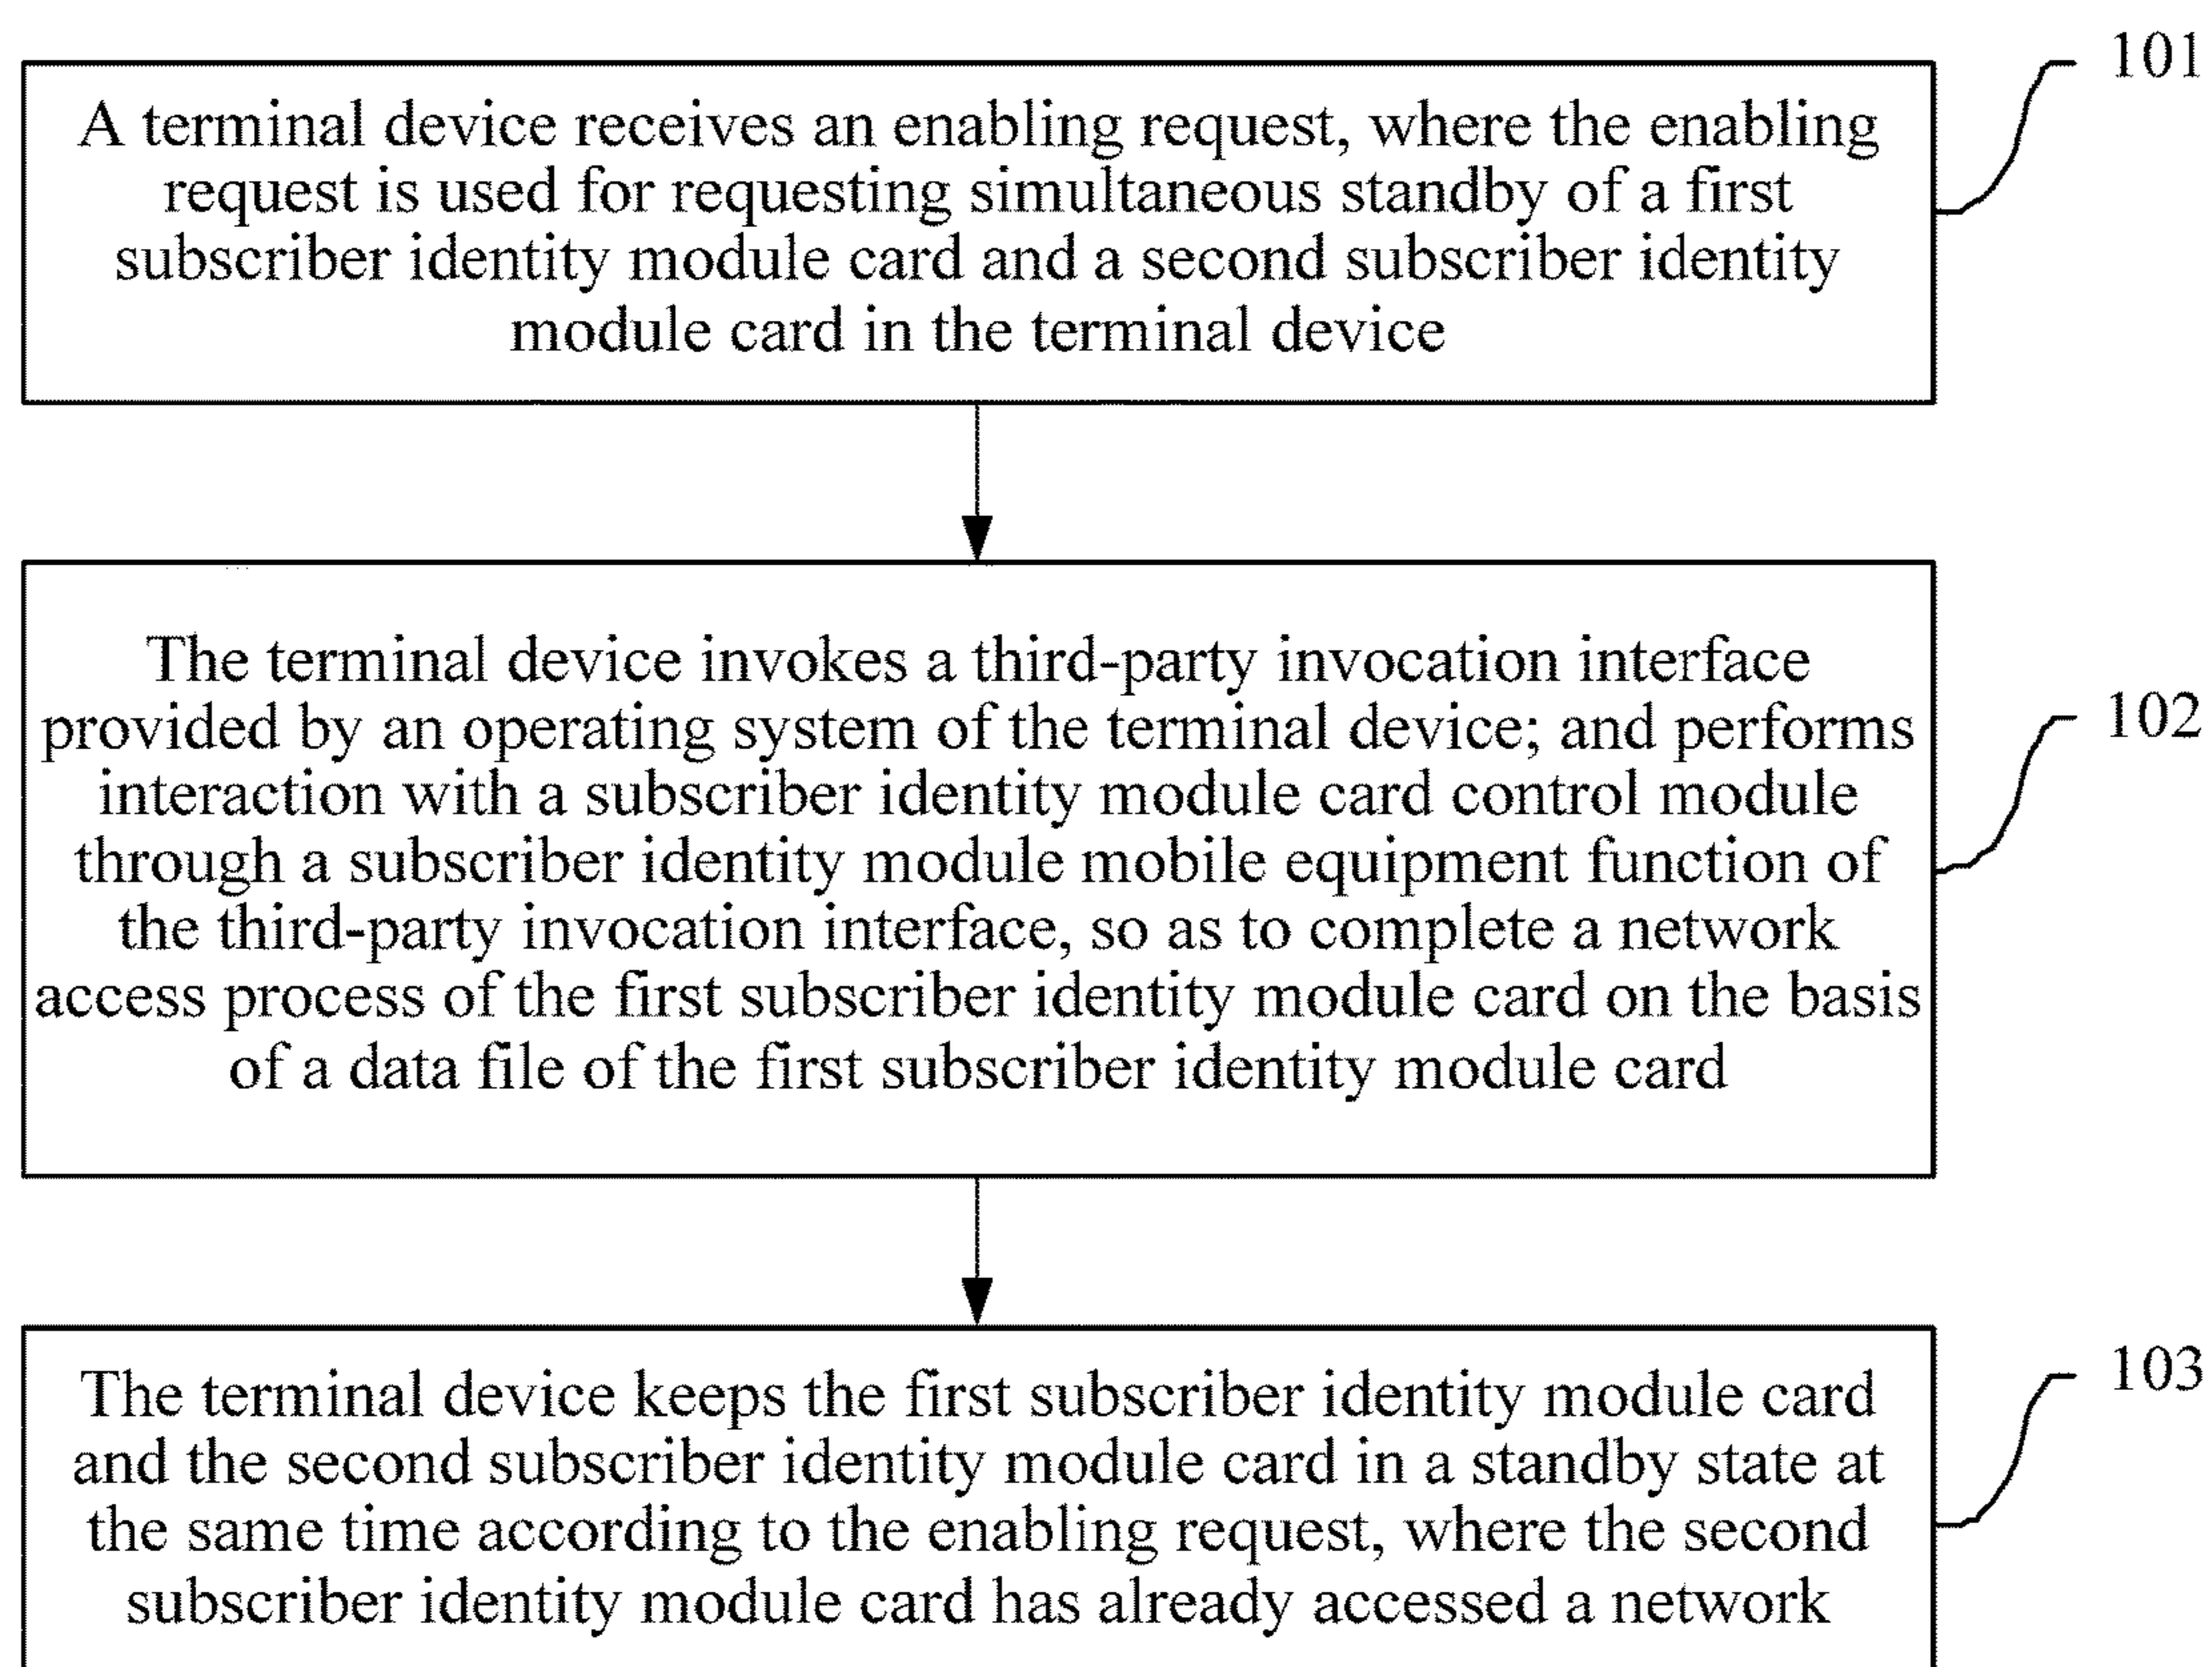 101
A terminal device receives an enabling request, where the enabling
request is used for requesting simultaneous standby of a first
subscriber identity module card and a second subscriber identity
module card in the terminal device
The terminal device invokes a third-party invocation interface
provided by an operating system of the terminal device; and performs
interaction with a subscriber identity module card control module
through a subscriber identity module mobile equipment function of
the third-party invocation interface, so as to complete a network
access process of the first subscriber identity module card on the basis
of a data file of the first subscriber identity module card
102
The terminal device keeps the first subscriber identity module card
and the second subscriber identity module card in a standby state at
the same time according to the enabling request, where the second
subscriber identity module card has already accessed a network
103